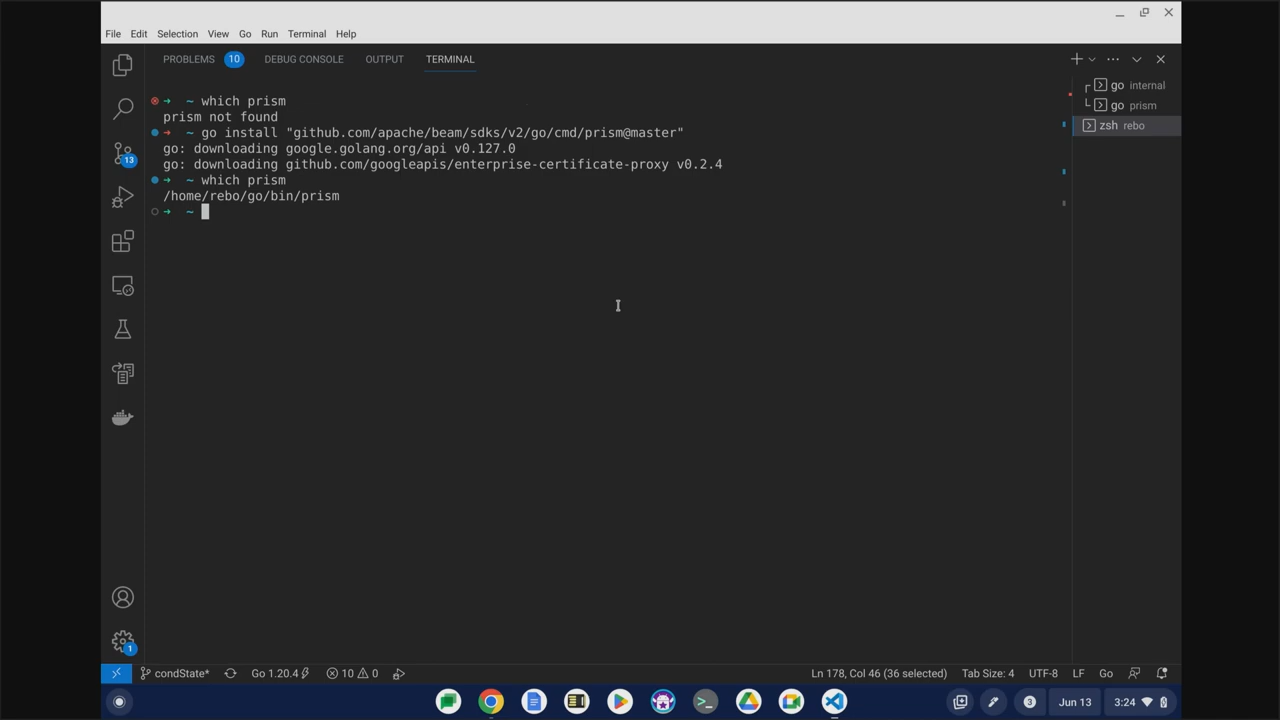 File Edit Selection View Go Run Terminal Help
PROBLEMS 10 DEBUG CONSOLE OUTPUT TERMINAL
go internal
go prism
zsh rebo
➜ ~ which prism
prism not found
➜ ~ go install "github.com/apache/beam/sdks/v2/go/cmd/prism@master"
go: downloading google.golang.org/api v0.127.0
go: downloading github.com/googleapis/enterprise-certificate-proxy v0.2.4
➜ ~ which prism
/home/rebo/go/bin/prism
➜ ~
13
1
condState* Go 1.20.4 10 0 Ln 178, Col 46 (36 selected) Tab Size: 4 UTF-8 LF Go
3 Jun 13 3:24